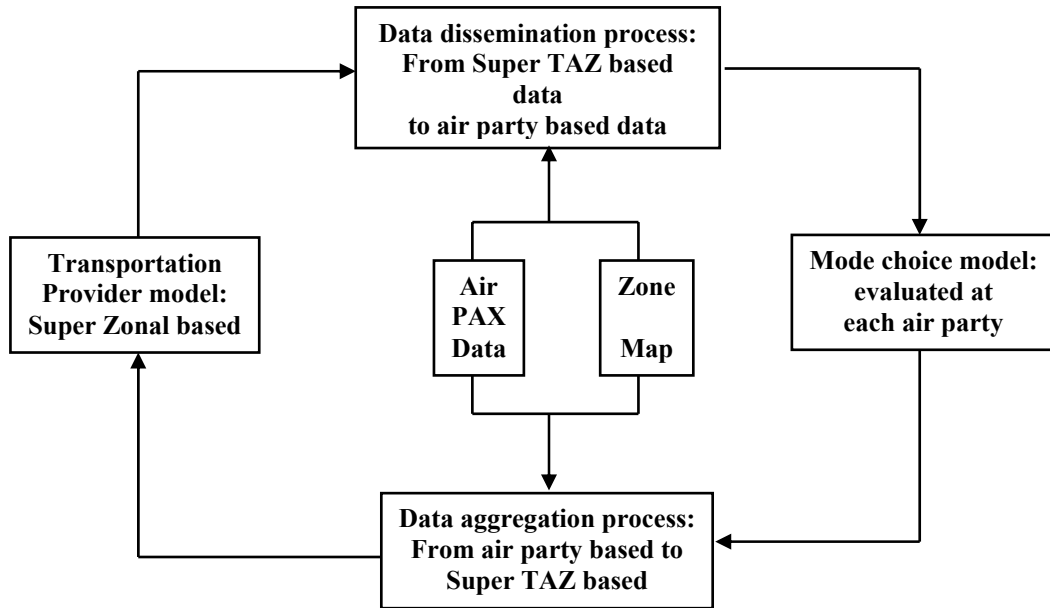 Data dissemination process:
From Super TAZ based
data
to air party based data
Transportation
Provider model:
Super Zonal based
Air
PAX
Data
Zone
Map
Mode choice model:
evaluated at
each air party
Data aggregation process:
From air party based to
Super TAZ based